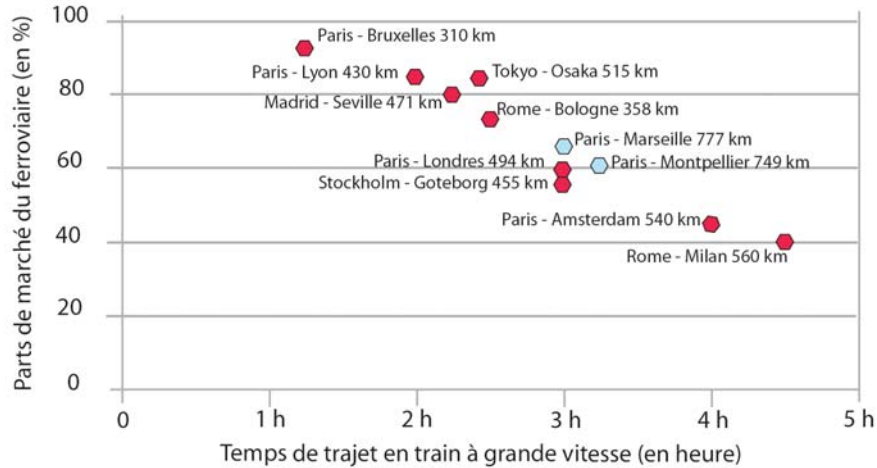 Parts de marché du ferroviaire (en %)
100
80
60
40
20
0
Paris - Bruxelles 310 km
Paris - Lyon 430 km
Tokyo - Osaka 515 km
Madrid - Seville 471 km
Rome - Bologne 358 km
Paris - Marseille 777 km
Paris - Londres 494 km
Paris - Montpellier 749 km
Stockholm - Goteborg 455 km
Paris - Amsterdam 540 km
Rome - Milan 560 km
0
1 h
2 h
3 h
4 h
5 h
Temps de trajet en train à grande vitesse (en heure)